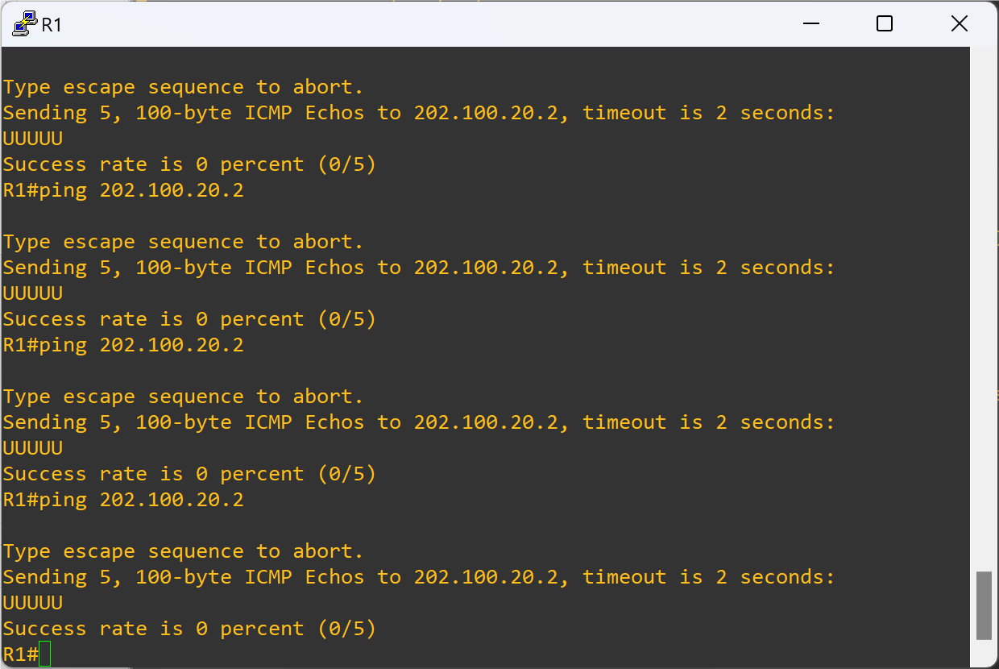 R1
Type escape sequence to abort.
Sending 5, 100-byte ICMP Echos to 202.100.20.2, timeout is 2 seconds:
UUUUU
Success rate is 0 percent (0/5)
R1#ping 202.100.20.2
Type escape sequence to abort.
Sending 5, 100-byte ICMP Echos to 202.100.20.2, timeout is 2 seconds:
UUUUU
Success rate is 0 percent (0/5)
R1#ping 202.100.20.2
Type escape sequence to abort.
Sending 5, 100-byte ICMP Echos to 202.100.20.2, timeout is 2 seconds:
UUUUU
Success rate is 0 percent (0/5)
R1#ping 202.100.20.2
Type escape sequence to abort.
Sending 5, 100-byte ICMP Echos to 202.100.20.2, timeout is 2 seconds:
UUUUU
Success rate is 0 percent (0/5)
R1#